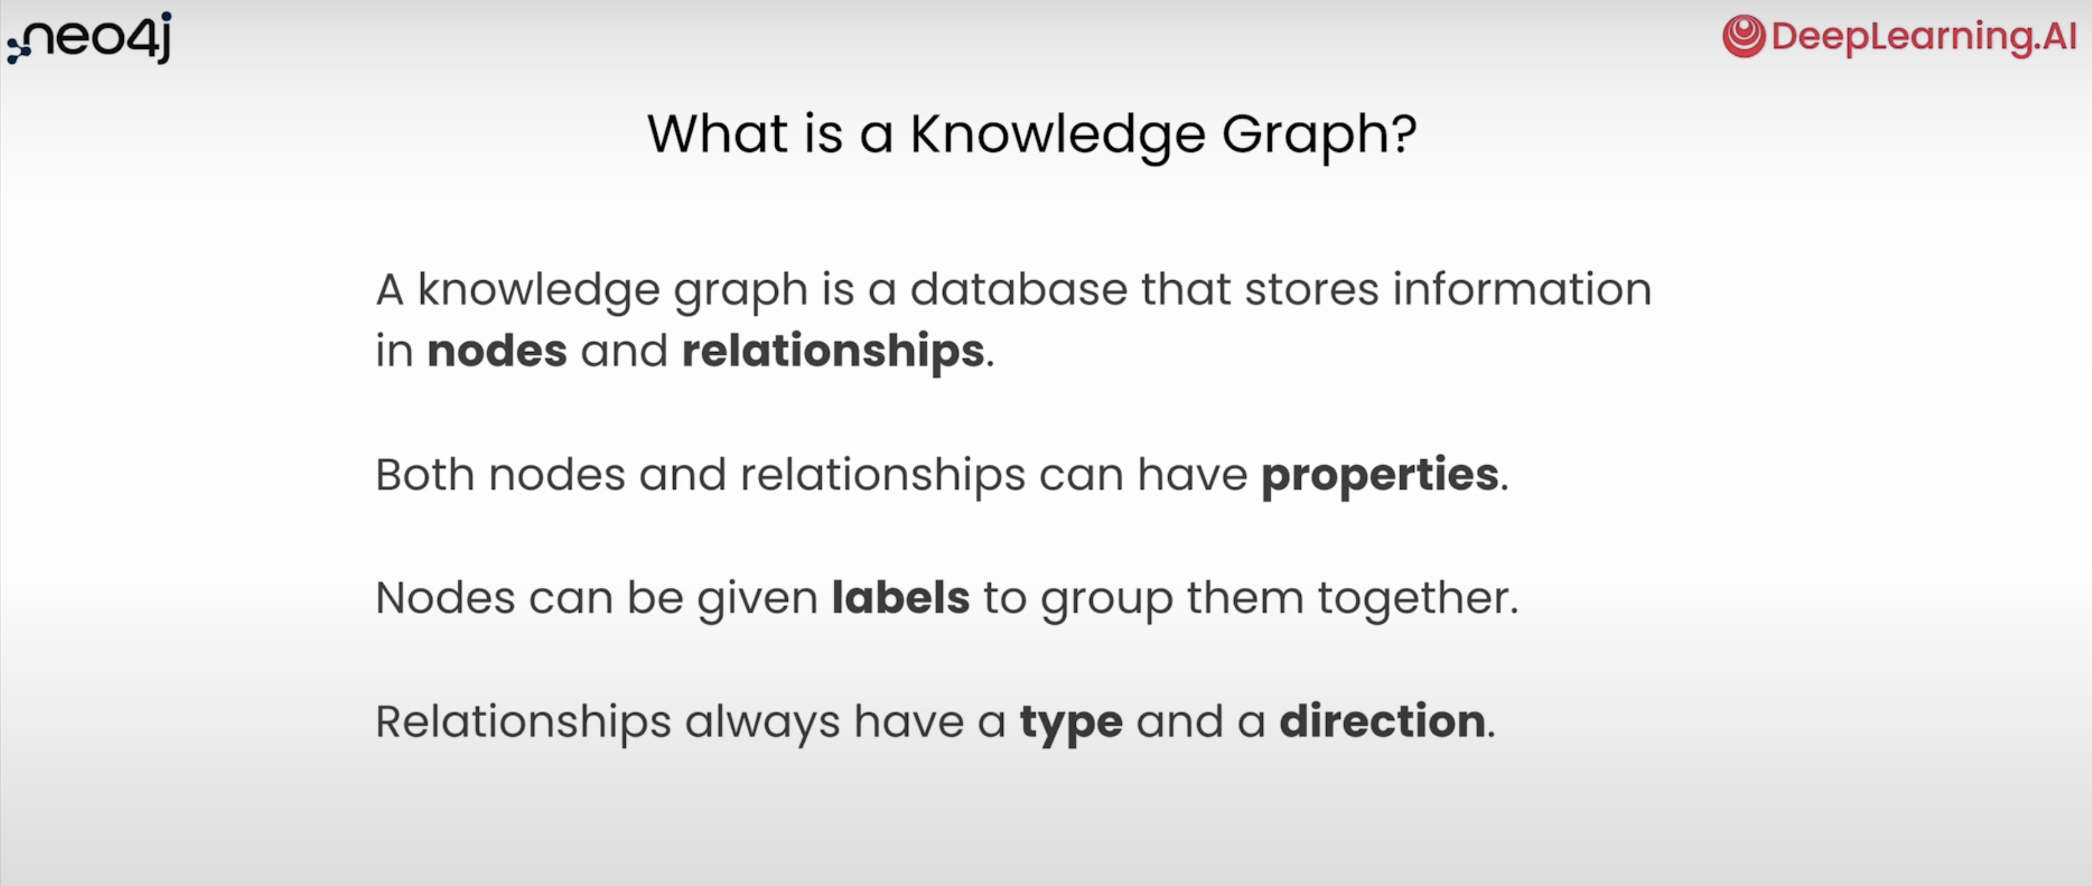 neo4j
DeepLearning.AI
What is a Knowledge Graph?
A knowledge graph is a database that stores information
in nodes and relationships.
Both nodes and relationships can have properties.
Nodes can be given labels to group them together.
Relationships always have a type and a direction.